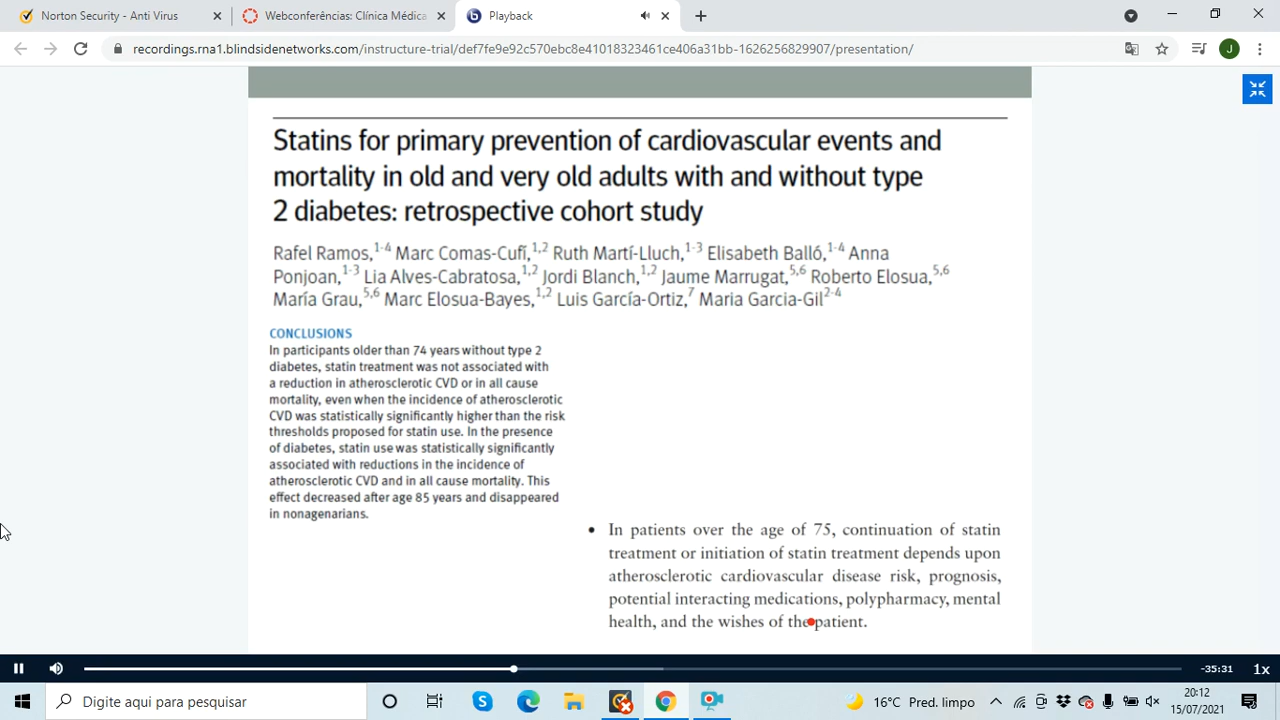 Norton Security - Anti Virus
Webconferências: Clínica Médica
Playback
recordings.rna1.blindsidenetworks.com/instructure-trial/def7fe9e92c570ebc8e41018323461ce406a31bb-1626256829907/presentation/
J
Statins for primary prevention of cardiovascular events and
mortality in old and very old adults with and without type
2 diabetes: retrospective cohort study
Rafel Ramos,1-4 Marc Comas-Cufí,1,2 Ruth Martí-Lluch,1-3 Elisabeth Balló,1-4 Anna
Ponjoan,1-3 Lia Alves-Cabratosa,1,2 Jordi Blanch,1,2 Jaume Marrugat,5,6 Roberto Elosua,5,6
María Grau,5,6 Marc Elosua-Bayes,1,2 Luis García-Ortiz,7 Maria Garcia-Gil2-4
CONCLUSIONS
In participants older than 74 years without type 2
diabetes, statin treatment was not associated with
a reduction in atherosclerotic CVD or in all cause
mortality, even when the incidence of atherosclerotic
CVD was statistically significantly higher than the risk
thresholds proposed for statin use. In the presence
of diabetes, statin use was statistically significantly
associated with reductions in the incidence of
atherosclerotic CVD and in all cause mortality. This
effect decreased after age 85 years and disappeared
in nonagenarians.
• In patients over the age of 75, continuation of statin
treatment or initiation of statin treatment depends upon
atherosclerotic cardiovascular disease risk, prognosis,
potential interacting medications, polypharmacy, mental
health, and the wishes of the patient.
-35:31
1x
Digite aqui para pesquisar
16°C Pred. limpo
20:12
15/07/2021